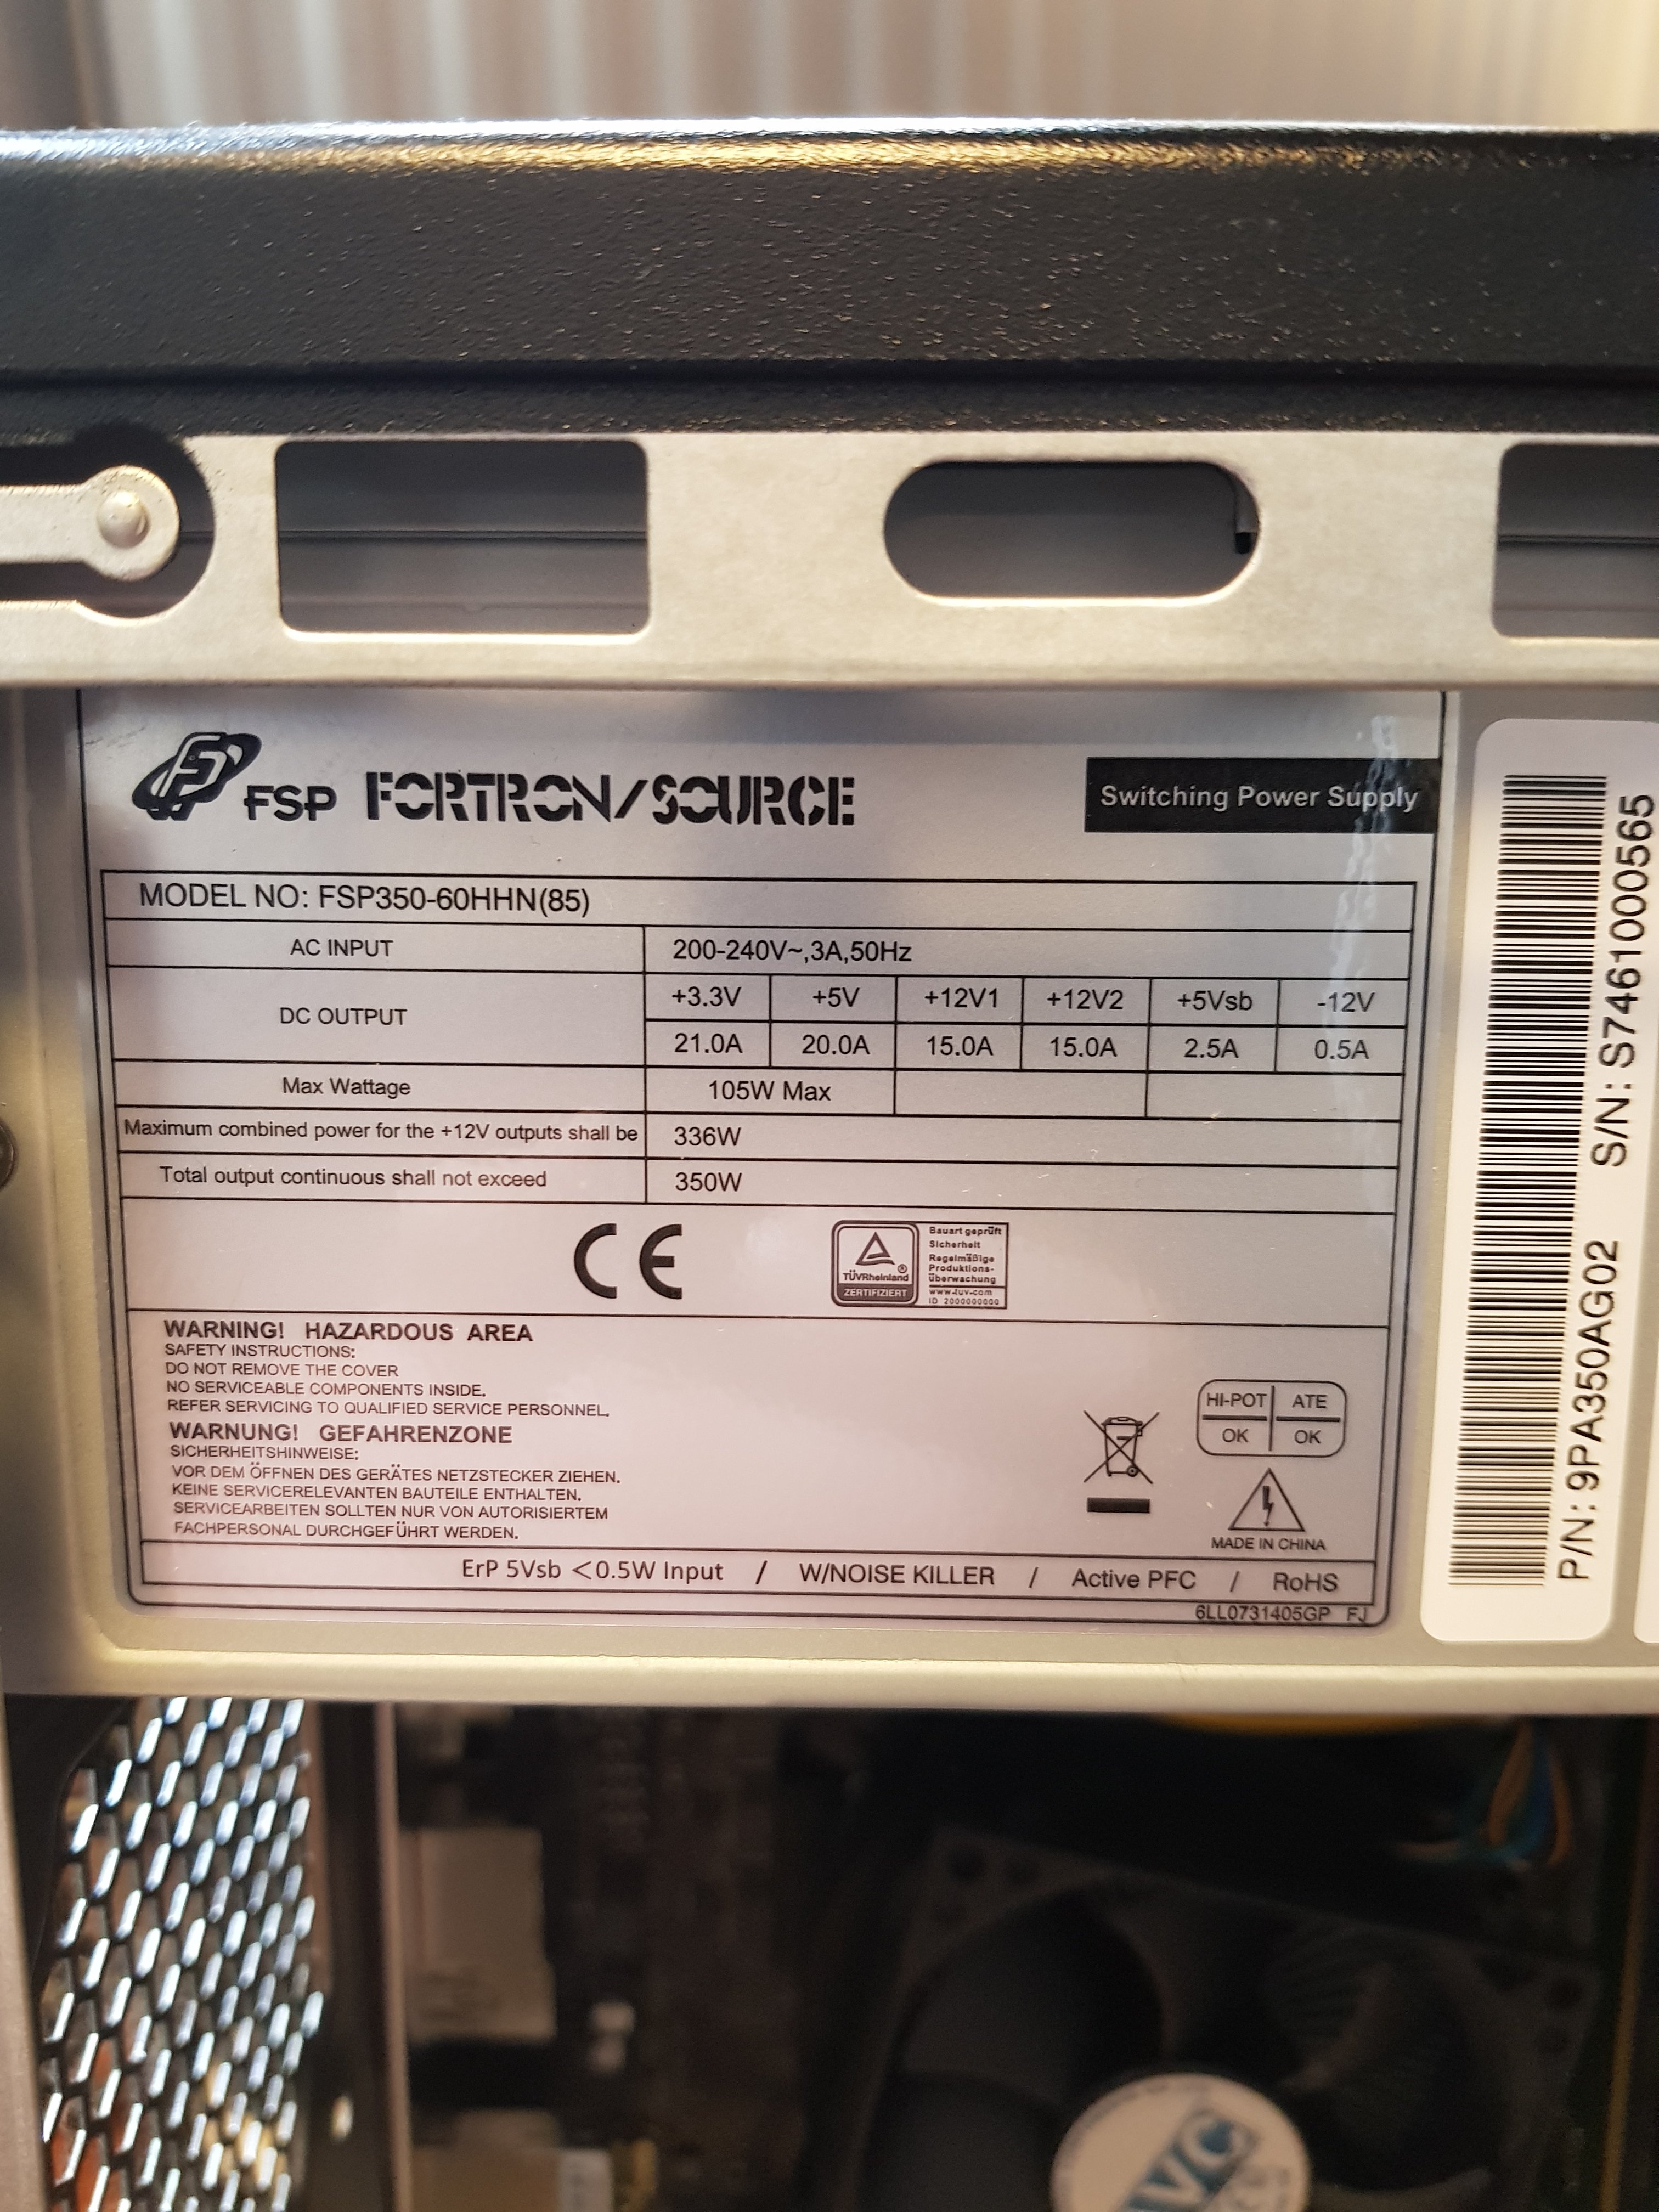 FSP FORTRON/SOURCE
Switching Power Supply
MODEL NO: FSP350-60HHN(85)
AC INPUT 200-240V~,3A,50Hz
DC OUTPUT +3.3V +5V +12V1 +12V2 +5Vsb -12V
21.0A 20.0A 15.0A 15.0A 2.5A 0.5A
Max Wattage 105W Max
Maximum combined power for the +12V outputs shall be 336W
Total output continuous shall not exceed 350W
CE
TÜVRheinland
ZERTIFIZIERT
Bauart geprüft
Sicherheit
Regelmäßige
Produktions-
überwachung
www.tuv.com
ID 2000000000
WARNING! HAZARDOUS AREA
SAFETY INSTRUCTIONS:
DO NOT REMOVE THE COVER
NO SERVICEABLE COMPONENTS INSIDE.
REFER SERVICING TO QUALIFIED SERVICE PERSONNEL.
WARNUNG! GEFAHRENZONE
SICHERHEITSHINWEISE:
VOR DEM ÖFFNEN DES GERÄTES NETZSTECKER ZIEHEN.
KEINE SERVICERELEVANTEN BAUTEILE ENTHALTEN.
SERVICEARBEITEN SOLLTEN NUR VON AUTORISIERTEM
FACHPERSONAL DURCHGEFÜHRT WERDEN.
HI-POT ATE
OK OK
MADE IN CHINA
ErP 5Vsb <0.5W Input / W/NOISE KILLER / Active PFC / RoHS
6LL0731405GP FJ
P/N: 9PA350AG02 S/N: S7461000565